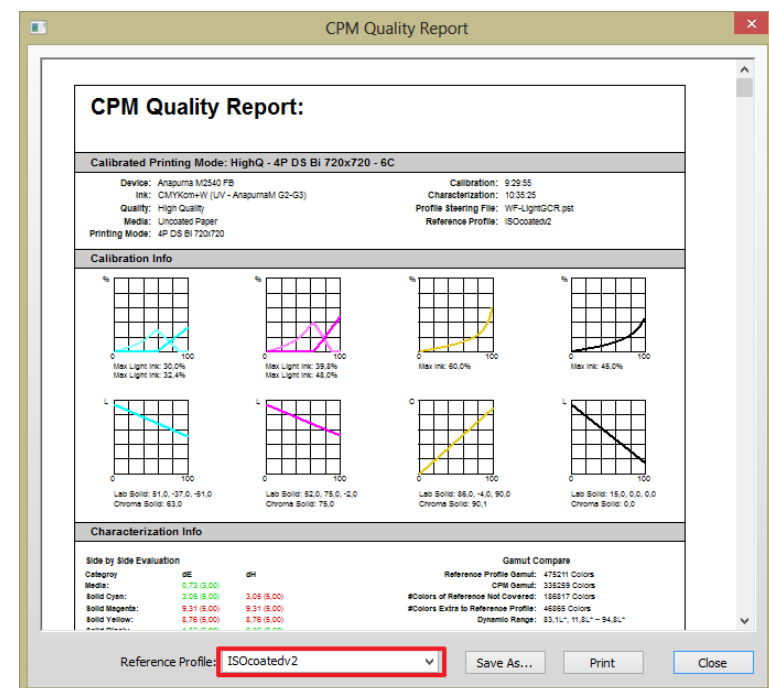 CPM Quality Report
CPM Quality Report:
Calibrated Printing Mode: HighQ - 4P DS Bi 720x720 - 6C
Device: Anapurna M2540 FB
Ink: CMYKcm+W (UV - AnapurnaM G2-G3)
Quality: High Quality
Media: Uncoated Paper
Printing Mode: 4P DS Bi 720x720
Calibration: 9:29:55
Characterization: 10:35:25
Profile Steering File: WF-LightGCR.pst
Reference Profile: ISOcoatedv2
Calibration Info
% % % %
0 100 0 100 0 100 0 100
Max Light Ink: 30,0%
Max Light Ink: 32,4%
Max Light Ink: 39,8%
Max Light Ink: 48,0%
Max Ink: 60,0%
Max Ink: 45,0%
L L C L
0 100 0 100 0 100 0 100
Lab Solid: 51,0, -37,0, -51,0
Chroma Solid: 63,0
Lab Solid: 52,0, 75,0, -2,0
Chroma Solid: 75,0
Lab Solid: 86,0, -4,0, 90,0
Chroma Solid: 90,1
Lab Solid: 15,0, 0,0, 0,0
Chroma Solid: 0,0
Characterization Info
Side by Side Evaluation
Categroy dE dH
Media: 0,73 (3,00)
Solid Cyan: 3,05 (5,00) 3,05 (5,00)
Solid Magenta: 9,31 (5,00) 9,31 (5,00)
Solid Yellow: 8,76 (5,00) 8,76 (5,00)
Gamut Compare
Reference Profile Gamut: 475211 Colors
CPM Gamut: 335259 Colors
#Colors of Reference Not Covered: 186817 Colors
#Colors Extra to Reference Profile: 46865 Colors
Dynamic Range: 83,1L*, 11,8L* – 94,8L*
Reference Profile: ISOcoatedv2
Save As...
Print
Close